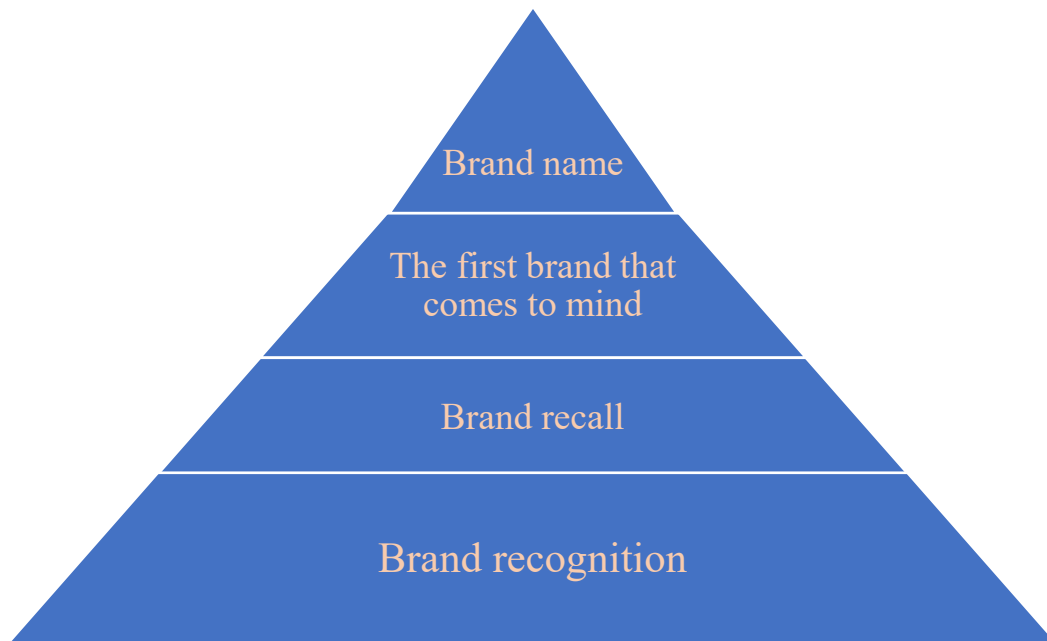 Brand name
The first brand that
comes to mind
Brand recall
Brand recognition